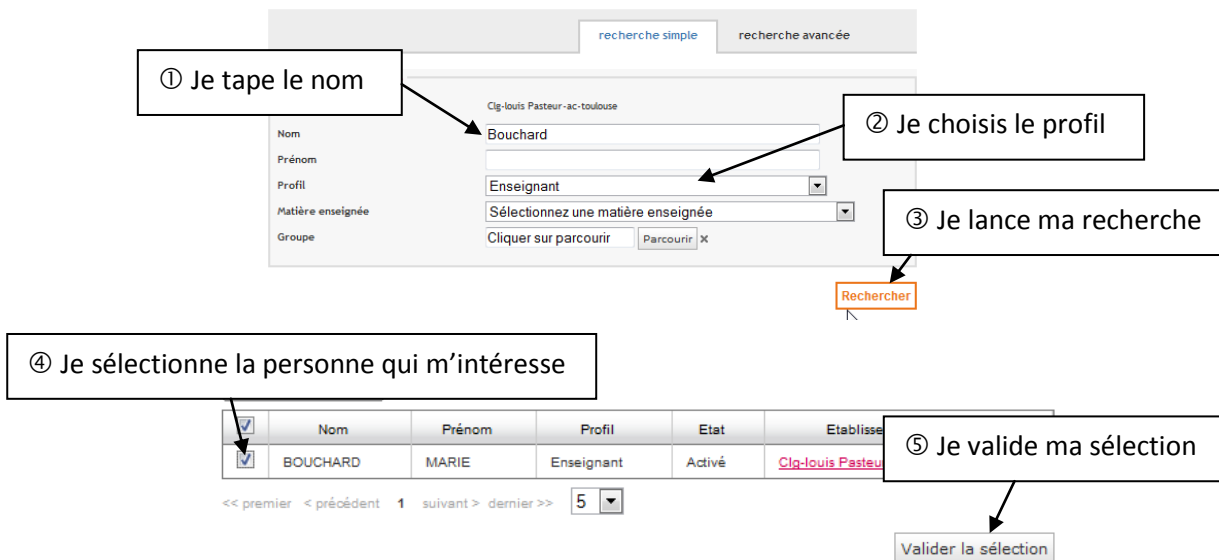 recherche simple recherche avancée
① Je tape le nom
Clg-louis Pasteur-ac-toulouse
② Je choisis le profil
Nom Bouchard
Prénom
Profil Enseignant
Matière enseignée Sélectionnez une matière enseignée
③ Je lance ma recherche
Groupe Cliquer sur parcourir Parcourir x
Rechercher
④ Je sélectionne la personne qui m’intéresse
Nom Prénom Profil Etat Etablisse
⑤ Je valide ma sélection
BOUCHARD MARIE Enseignant Activé Clg-louis Pasteu
<< premier < précédent 1 suivant > dernier >> 5
Valider la sélection